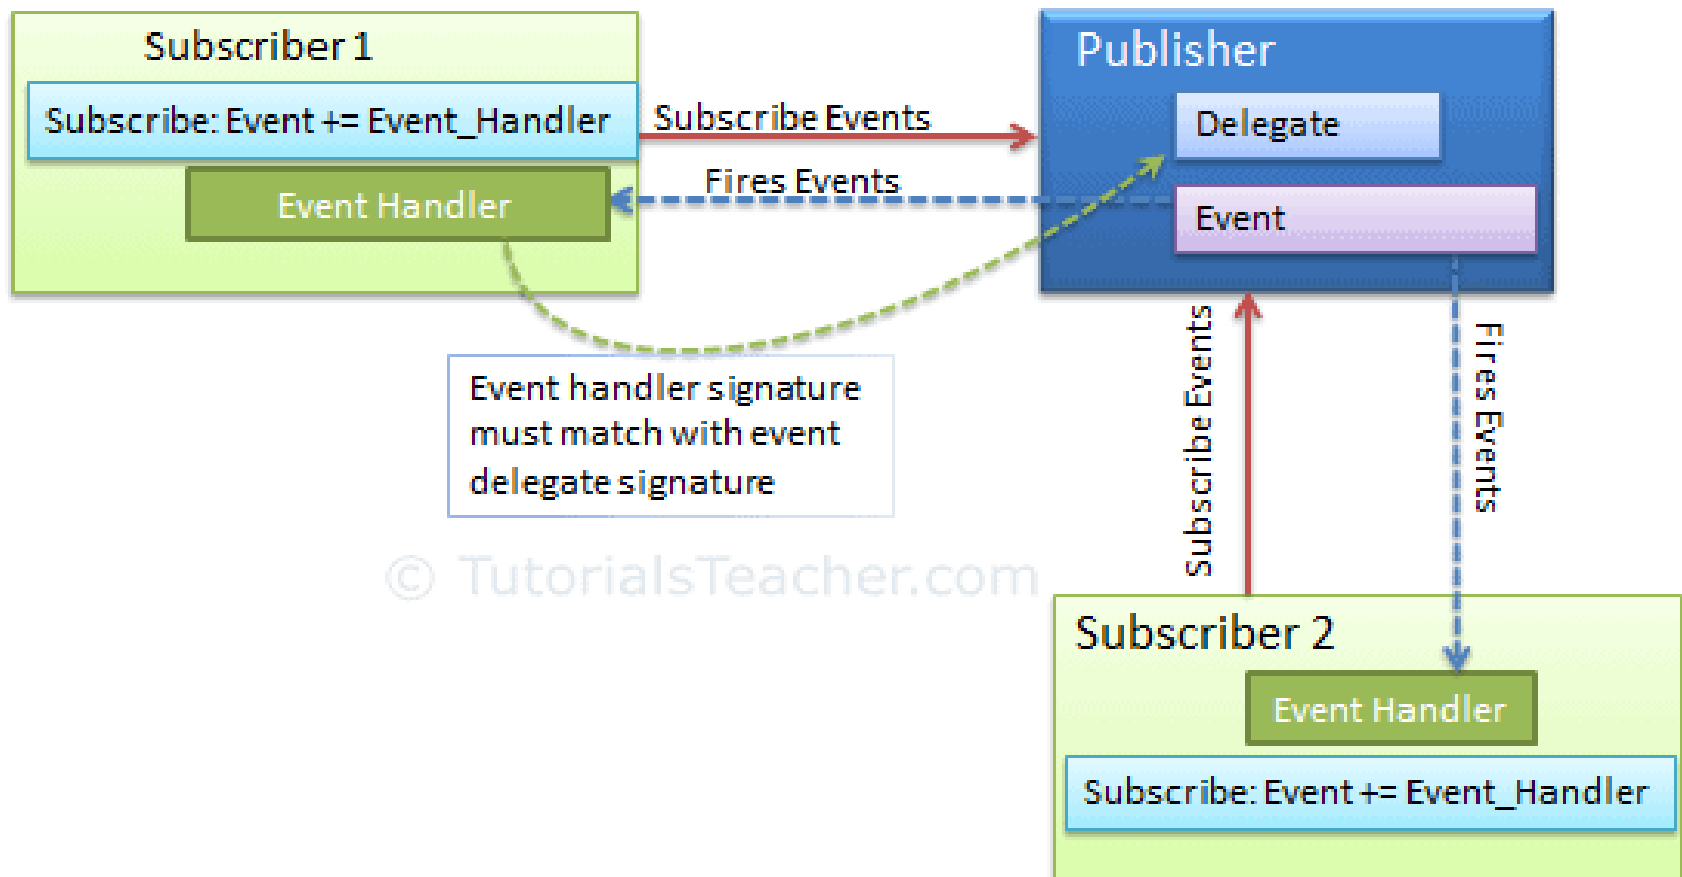 Subscriber 1
Subscribe: Event += Event_Handler
Event Handler
Subscribe Events
Fires Events
Publisher
Delegate
Event
Event handler signature
must match with event
delegate signature
Subscribe Events
Fires Events
© TutorialsTeacher.com
Subscriber 2
Event Handler
Subscribe: Event += Event_Handler